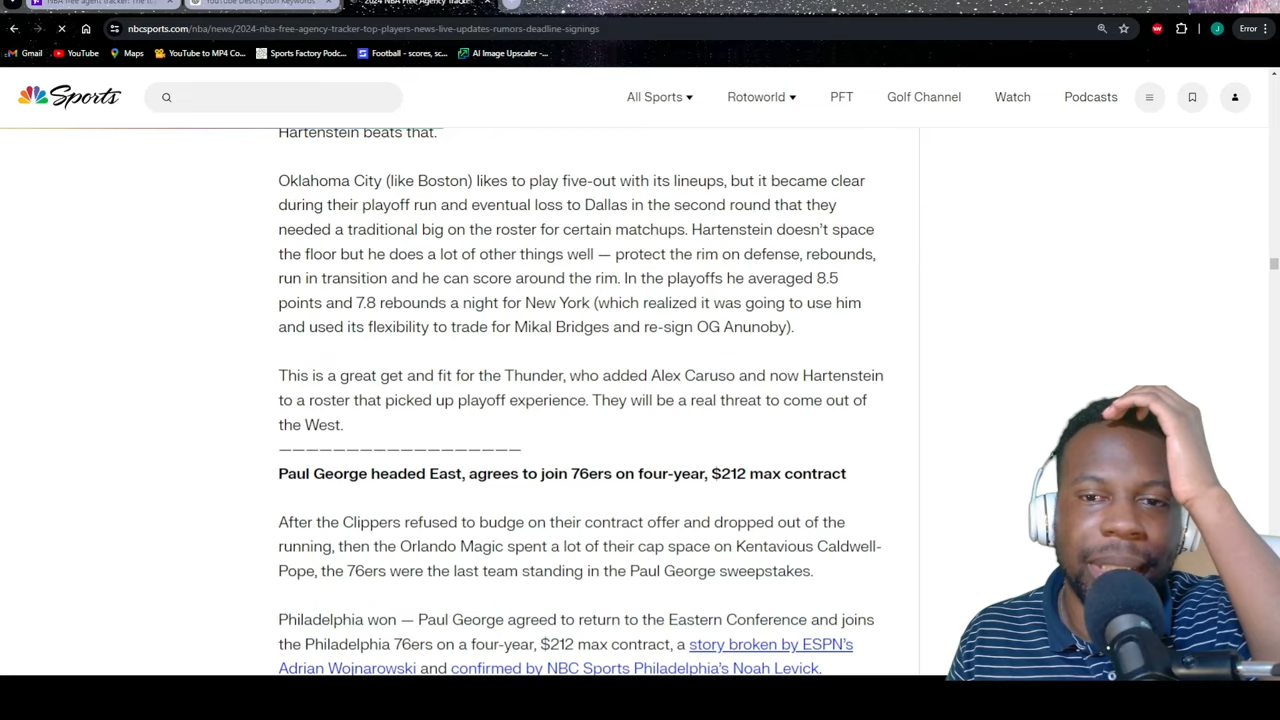 NBA free agent tracker: The t
YouTube Description Keywords
2024 NBA Free Agency Tracke
nbcsports.com/nba/news/2024-nba-free-agency-tracker-top-players-news-live-updates-rumors-deadline-signings
J
Error
Gmail
YouTube
Maps
YouTube to MP4 Co...
Sports Factory Podc...
Football - scores, sc...
AI Image Upscaler -...
Sports
All Sports
Rotoworld
PFT
Golf Channel
Watch
Podcasts
Hartenstein beats that.
Oklahoma City (like Boston) likes to play five-out with its lineups, but it became clear
during their playoff run and eventual loss to Dallas in the second round that they
needed a traditional big on the roster for certain matchups. Hartenstein doesn't space
the floor but he does a lot of other things well — protect the rim on defense, rebounds,
run in transition and he can score around the rim. In the playoffs he averaged 8.5
points and 7.8 rebounds a night for New York (which realized it was going to use him
and used its flexibility to trade for Mikal Bridges and re-sign OG Anunoby).
This is a great get and fit for the Thunder, who added Alex Caruso and now Hartenstein
to a roster that picked up playoff experience. They will be a real threat to come out of
the West.
——————————————————
Paul George headed East, agrees to join 76ers on four-year, $212 max contract
After the Clippers refused to budge on their contract offer and dropped out of the
running, then the Orlando Magic spent a lot of their cap space on Kentavious Caldwell-
Pope, the 76ers were the last team standing in the Paul George sweepstakes.
Philadelphia won — Paul George agreed to return to the Eastern Conference and joins
the Philadelphia 76ers on a four-year, $212 max contract, a story broken by ESPN's
Adrian Wojnarowski and confirmed by NBC Sports Philadelphia's Noah Levick.